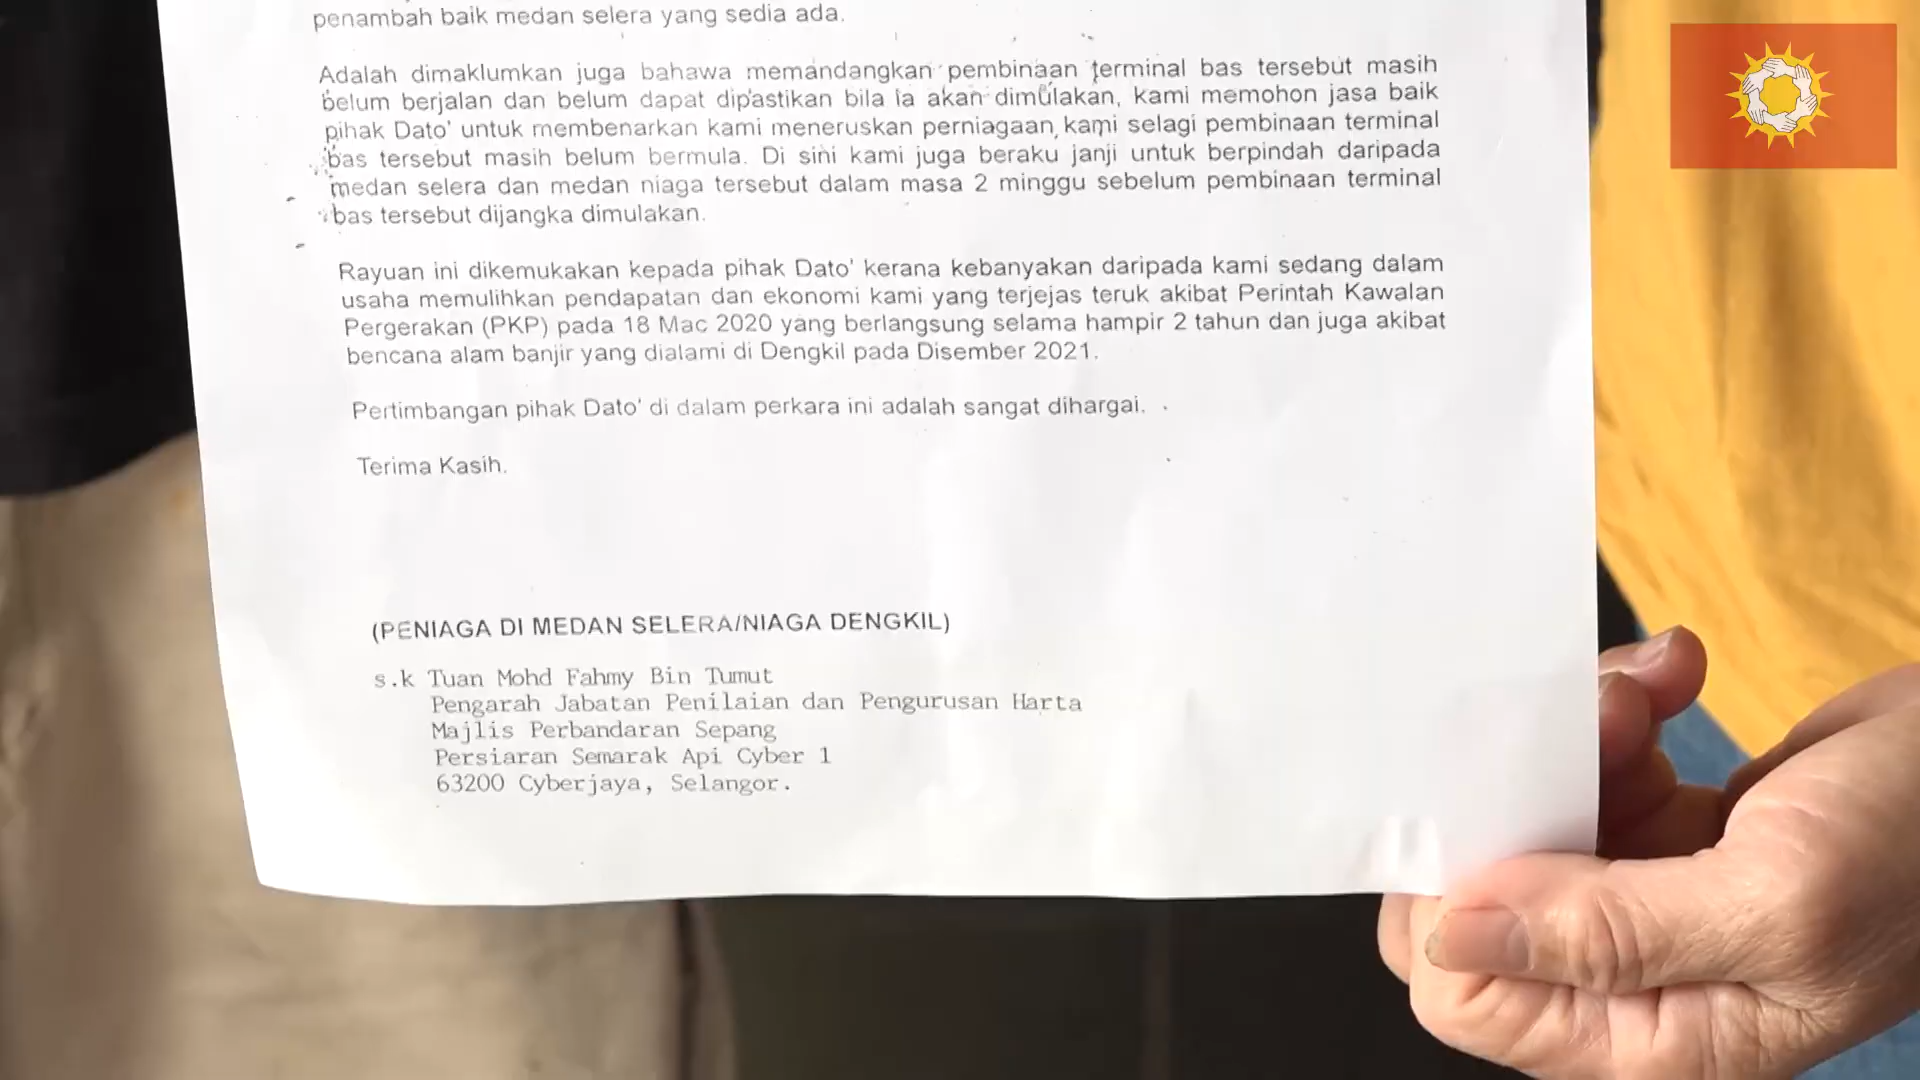 penambah baik medan selera yang sedia ada.
Adalah dimaklumkan juga bahawa memandangkan pembinaan terminal bas tersebut masih
belum berjalan dan belum dapat dipastikan bila ia akan dimulakan, kami memohon jasa baik
pihak Dato' untuk membenarkan kami meneruskan perniagaan kami selagi pembinaan terminal
bas tersebut masih belum bermula. Di sini kami juga beraku janji untuk berpindah daripada
medan selera dan medan niaga tersebut dalam masa 2 minggu sebelum pembinaan terminal
bas tersebut dijangka dimulakan.
Rayuan ini dikemukakan kepada pihak Dato' kerana kebanyakan daripada kami sedang dalam
usaha memulihkan pendapatan dan ekonomi kami yang terjejas teruk akibat Perintah Kawalan
Pergerakan (PKP) pada 18 Mac 2020 yang berlangsung selama hampir 2 tahun dan juga akibat
bencana alam banjir yang dialami di Dengkil pada Disember 2021.
Pertimbangan pihak Dato' di dalam perkara ini adalah sangat dihargai.
Terima Kasih.
(PENIAGA DI MEDAN SELERA/NIAGA DENGKIL)
s.k Tuan Mohd Fahmy Bin Tumut
Pengarah Jabatan Penilaian dan Pengurusan Harta
Majlis Perbandaran Sepang
Persiaran Semarak Api Cyber 1
63200 Cyberjaya, Selangor.